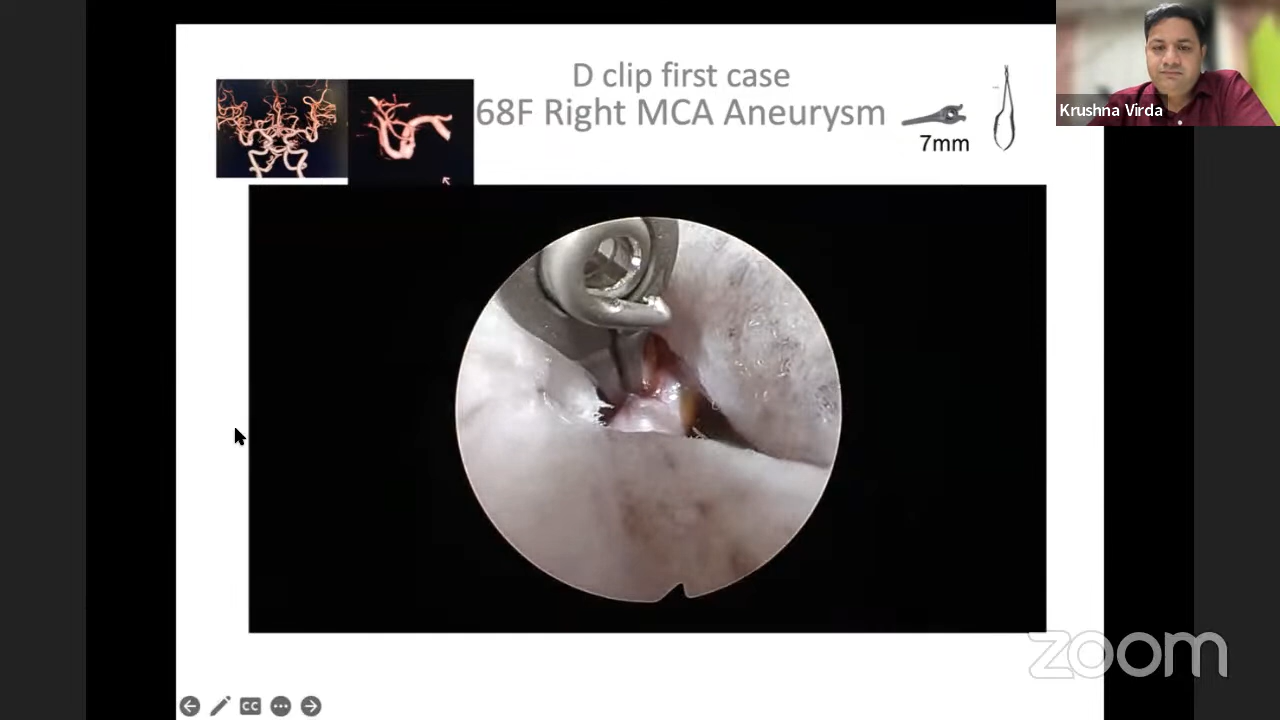 D clip first case
68F Right MCA Aneurysm
7mm
Krushna Virda
CC
zoom